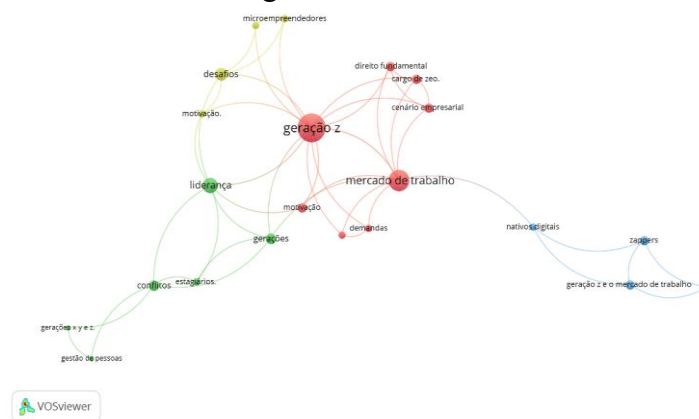 microempreendedores
desafios
direito fundamental
cargo de zeo.
cenário empresarial
motivação.
geração z
liderança
mercado de trabalho
motivação
demandas
nativos digitais
gerações
zappers
conflitos
estagiários.
geração z e o mercado de trabalho
gerações x y e z.
gestão de pessoas
VOSviewer